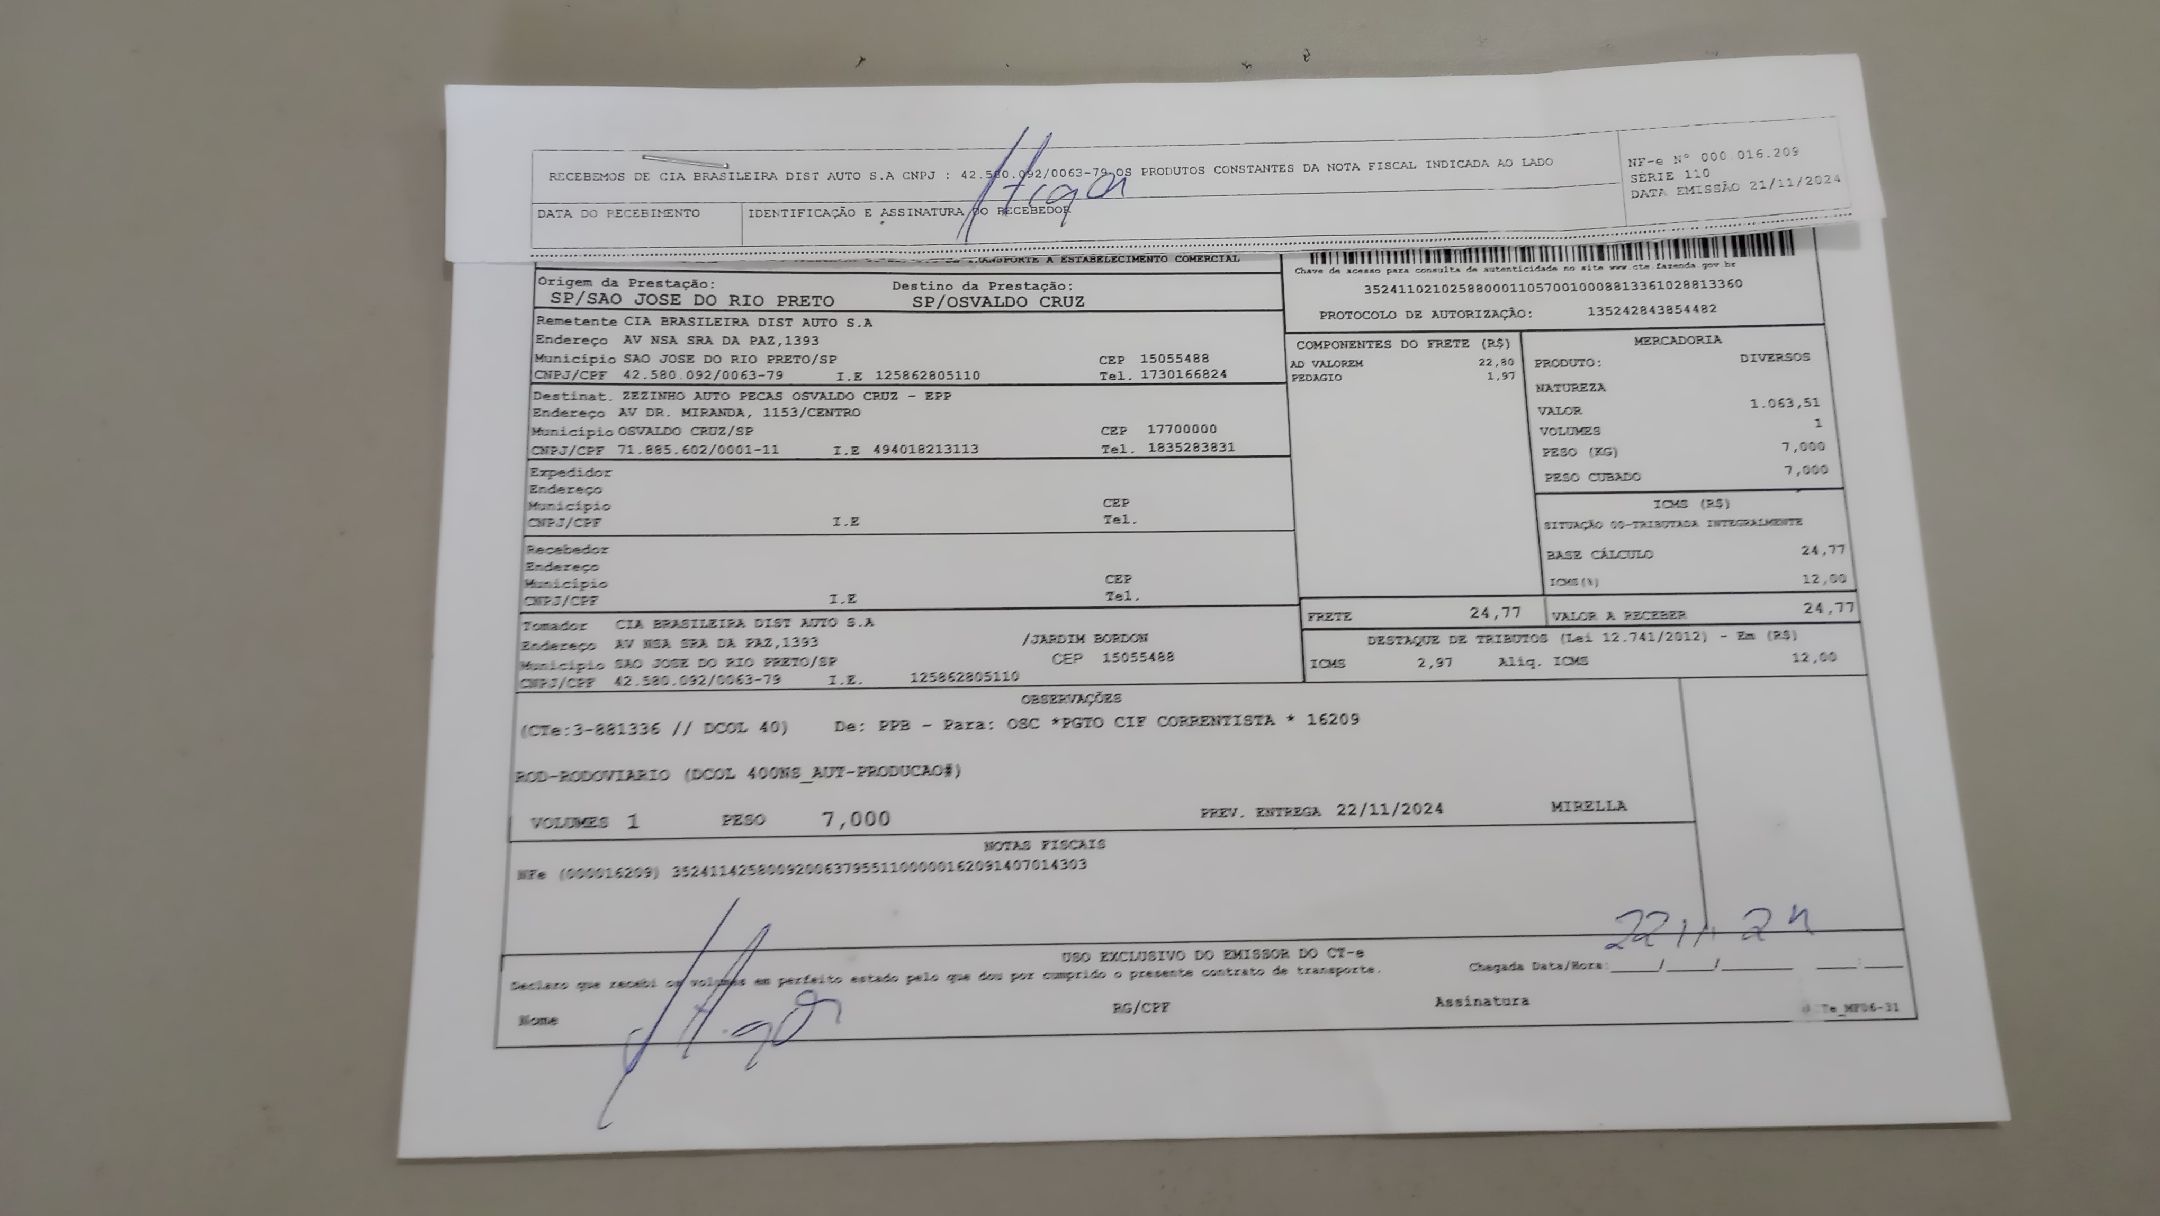 RECEBEMOS DE CIA BRASILEIRA DIST AUTO S.A CNPJ : 42.580.092/0063-79 OS PRODUTOS CONSTANTES DA NOTA FISCAL INDICADA AO LADO
NF-e Nº 000.016.209
SÉRIE 110
DATA EMISSÃO 21/11/2024
DATA DO RECEBIMENTO IDENTIFICAÇÃO E ASSINATURA DO RECEBEDOR
TRANSPORTE A ESTABELECIMENTO COMERCIAL
Chave de acesso para consulta de autenticidade no site www.cte.fazenda.gov.br
35241102102588000110570010008813361028813360
PROTOCOLO DE AUTORIZAÇÃO: 135242843854482
Origem da Prestação: Destino da Prestação:
SP/SAO JOSE DO RIO PRETO SP/OSVALDO CRUZ
Remetente CIA BRASILEIRA DIST AUTO S.A
Endereço AV NSA SRA DA PAZ,1393
Município SAO JOSE DO RIO PRETO/SP CEP 15055488
CNPJ/CPF 42.580.092/0063-79 I.E 125862805110 Tel. 1730166824
Destinat. ZEZINHO AUTO PECAS OSVALDO CRUZ - EPP
Endereço AV DR. MIRANDA, 1153/CENTRO
Município OSVALDO CRUZ/SP CEP 17700000
CNPJ/CPF 71.885.602/0001-11 I.E 494018213113 Tel. 1835283831
Expedidor
Endereço
Município CEP
CNPJ/CPF I.E Tel.
Recebedor
Endereço
Município CEP
CNPJ/CPF I.E Tel.
Tomador CIA BRASILEIRA DIST AUTO S.A
Endereço AV NSA SRA DA PAZ,1393 /JARDIM BORDON
Município SAO JOSE DO RIO PRETO/SP CEP 15055488
CNPJ/CPF 42.580.092/0063-79 I.E. 125862805110
COMPONENTES DO FRETE (R$)
AD VALOREM 22,80
PEDAGIO 1,97
MERCADORIA
PRODUTO: DIVERSOS
NATUREZA
VALOR 1.063,51
VOLUMES 1
PESO (KG) 7,000
PESO CUBADO 7,000
ICMS (R$)
SITUAÇÃO 00-TRIBUTADA INTEGRALMENTE
BASE CÁLCULO 24,77
ICMS(%) 12,00
FRETE 24,77 VALOR A RECEBER 24,77
DESTAQUE DE TRIBUTOS (Lei 12.741/2012) - Em (R$)
ICMS 2,97 Aliq. ICMS 12,00
OBSERVAÇÕES
(CTe:3-881336 // DCOL 40) De: PPB - Para: OSC *PGTO CIF CORRENTISTA * 16209
ROD-RODOVIARIO (DCOL 400NS_AUT-PRODUCAO#)
VOLUMES 1 PESO 7,000 PREV. ENTREGA 22/11/2024 MIRELLA
NOTAS FISCAIS
NFe (000016209) 35241142580092006379551100000162091407014303
22 11 24
USO EXCLUSIVO DO EMISSOR DO CT-e
Declaro que recebi os volumes em perfeito estado pelo que dou por cumprido o presente contrato de transporte. Chegada Data/Hora:____/____/______ ____:____
Nome RG/CPF Assinatura